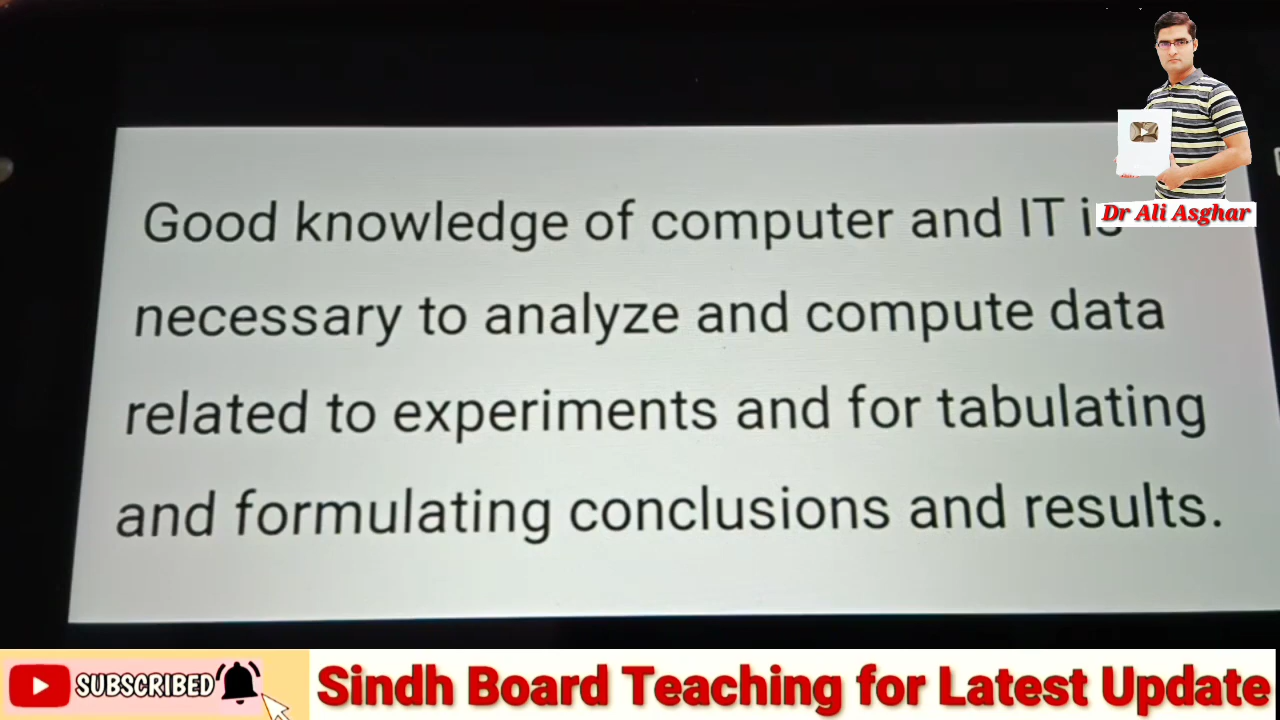 Good knowledge of computer and IT is
necessary to analyze and compute data
related to experiments and for tabulating
and formulating conclusions and results.
Dr Ali Asghar
SUBSCRIBED
Sindh Board Teaching for Latest Update